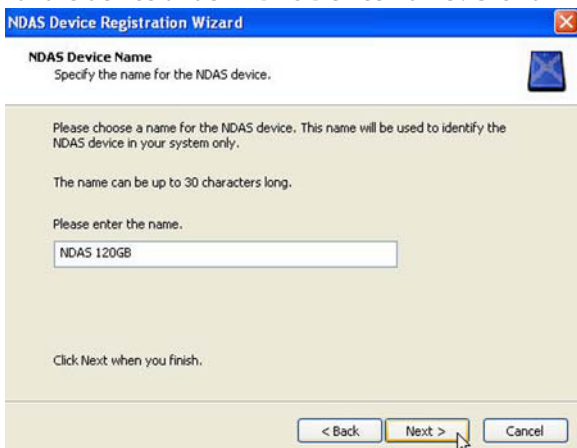 NDAS Device Registration Wizard
NDAS Device Name
Specify the name for the NDAS device.
Please choose a name for the NDAS device. This name will be used to identify the
NDAS device in your system only.
The name can be up to 30 characters long.
Please enter the name.
NDAS 120GB
Click Next when you finish.
< Back Next > Cancel